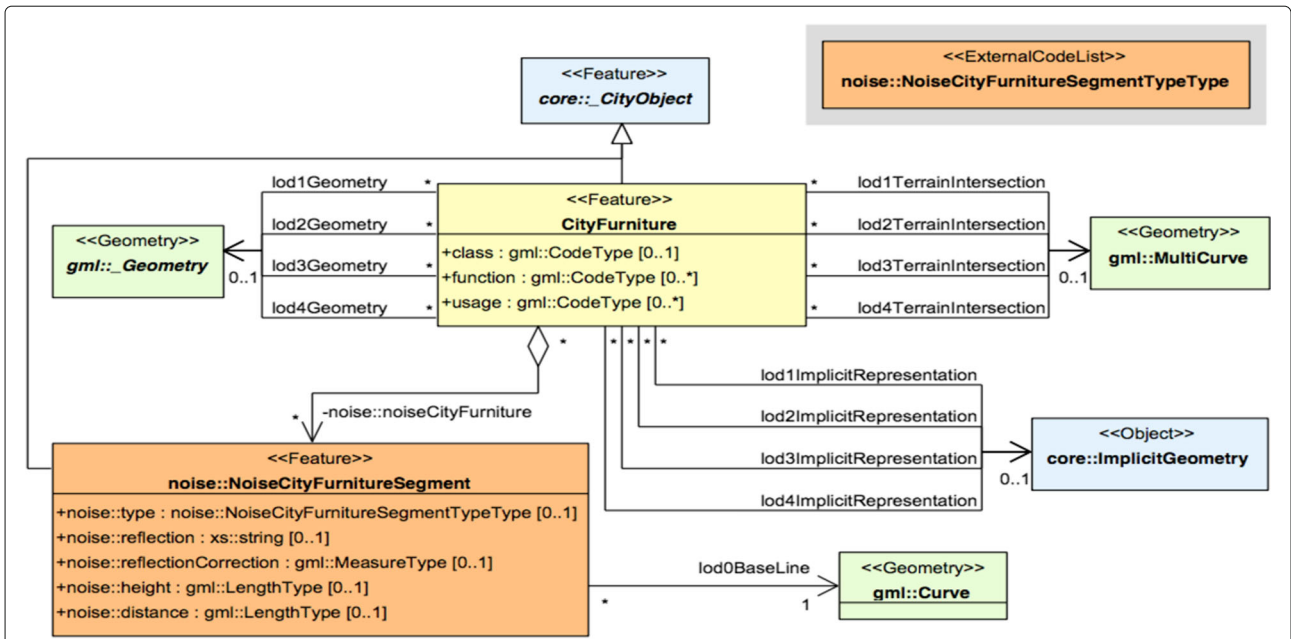 <<ExternalCodeList>>
noise::NoiseCityFurnitureSegmentTypeType
<<Feature>>
core::_CityObject
lod1Geometry *
* lod1TerrainIntersection
<<Feature>>
CityFurniture
+class : gml::CodeType [0..1]
+function : gml::CodeType [0..*]
+usage : gml::CodeType [0..*]
lod2Geometry *
* lod2TerrainIntersection
<<Geometry>>
gml::_Geometry
0..1
<<Geometry>>
gml::MultiCurve
0..1
lod3Geometry *
* lod3TerrainIntersection
lod4Geometry *
* lod4TerrainIntersection
*
* * * *
lod1ImplicitRepresentation
-noise::noiseCityFurniture
*
lod2ImplicitRepresentation
<<Object>>
core::ImplicitGeometry
0..1
lod3ImplicitRepresentation
lod4ImplicitRepresentation
<<Feature>>
noise::NoiseCityFurnitureSegment
+noise::type : noise::NoiseCityFurnitureSegmentTypeType [0..1]
+noise::reflection : xs::string [0..1]
+noise::reflectionCorrection : gml::MeasureType [0..1]
+noise::height : gml::LengthType [0..1]
+noise::distance : gml::LengthType [0..1]
lod0BaseLine
* 1
<<Geometry>>
gml::Curve